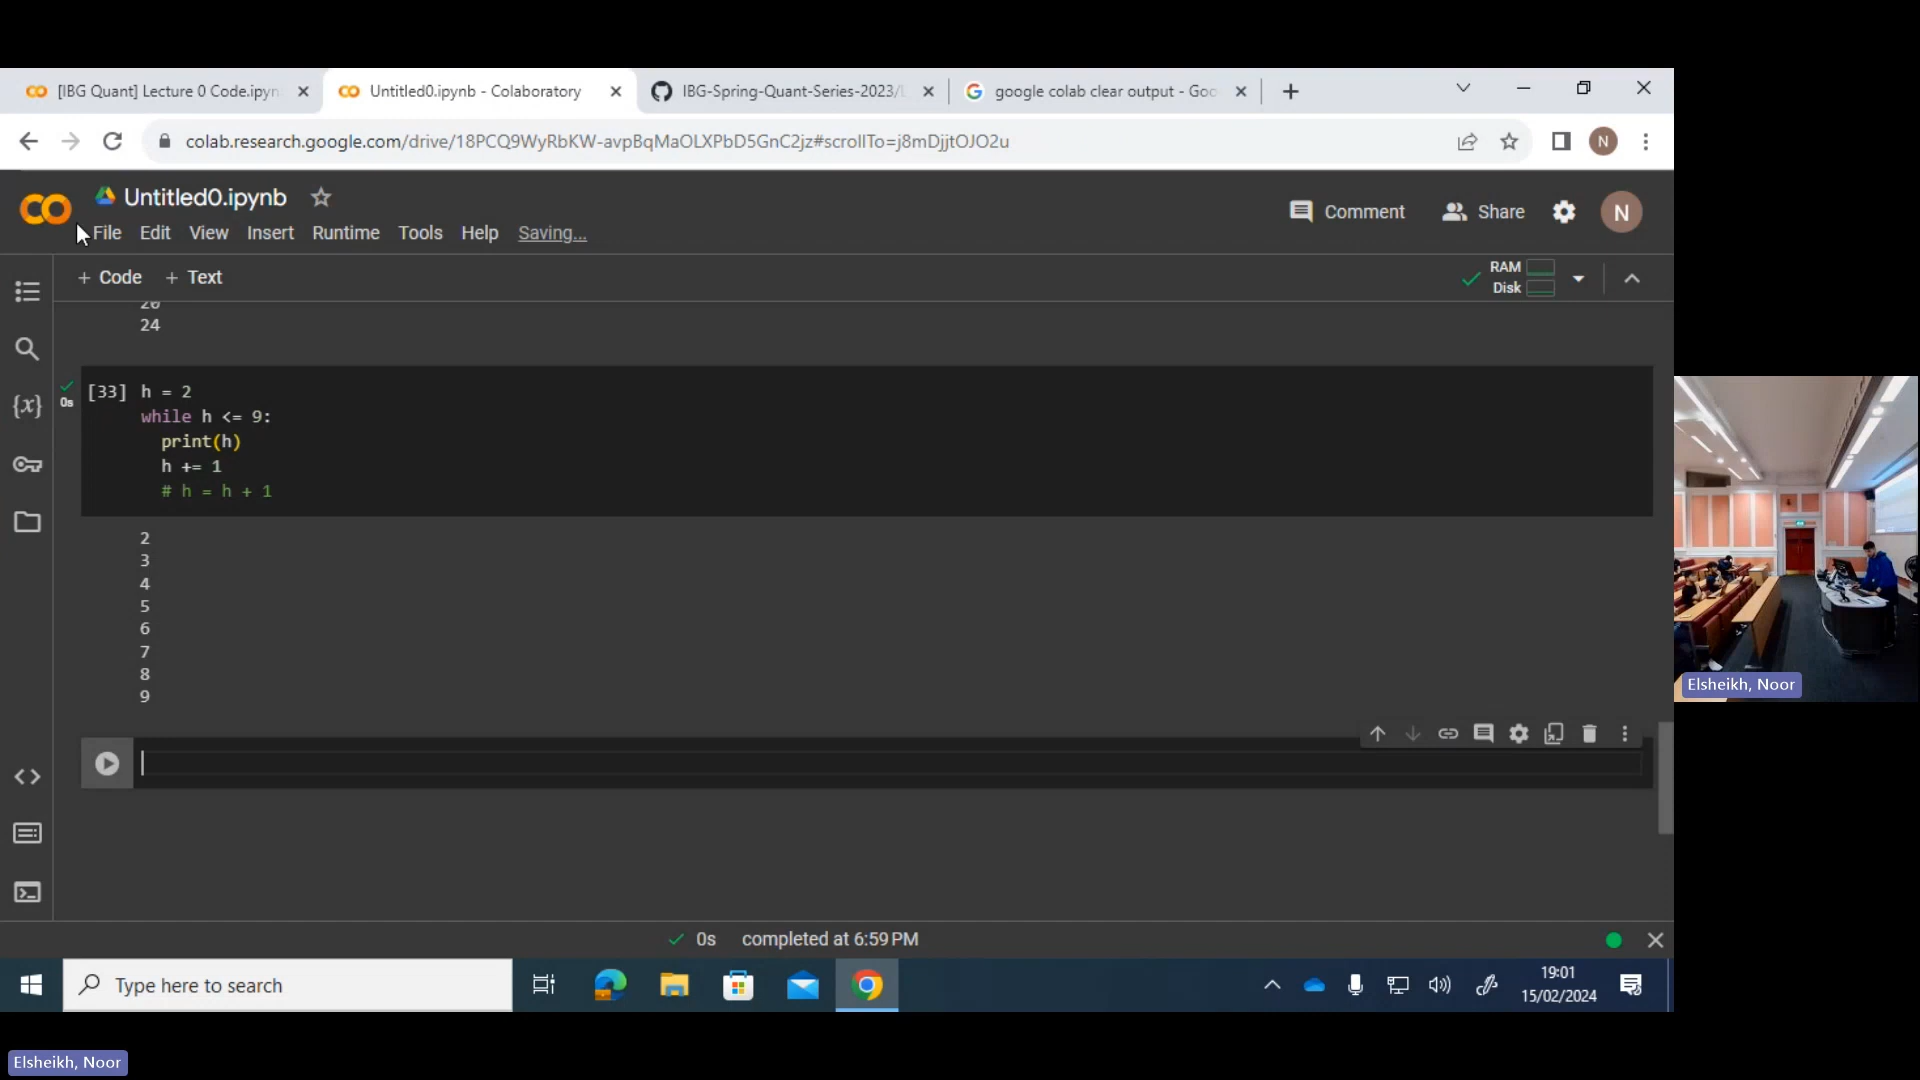 [IBG Quant] Lecture 0 Code.ipyn
Untitled0.ipynb - Colaboratory
IBG-Spring-Quant-Series-2023/
google colab clear output - Goo
colab.research.google.com/drive/18PCQ9WyRbKW-avpBqMaOLXPbD5GnC2jz#scrollTo=j8mDjjtOJO2u
N
Untitled0.ipynb
File Edit View Insert Runtime Tools Help Saving...
Comment
Share
N
+ Code + Text
RAM
Disk
20
24
[33] h = 2
0s
while h <= 9:
print(h)
h += 1
# h = h + 1
2
3
4
5
6
7
8
9
0s completed at 6:59 PM
Type here to search
19:01
15/02/2024
Elsheikh, Noor
Elsheikh, Noor